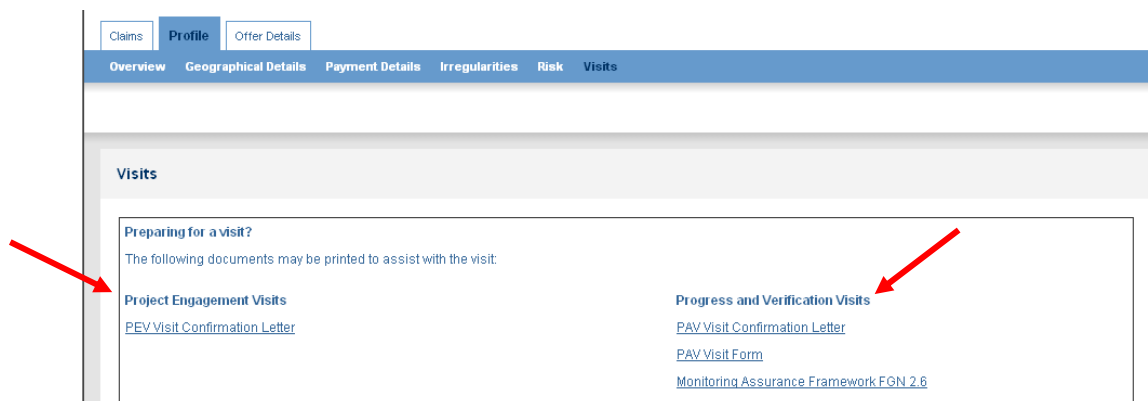 Claims Profile Offer Details
Overview Geographical Details Payment Details Irregularities Risk Visits
Visits
Preparing for a visit?
The following documents may be printed to assist with the visit:
Project Engagement Visits
PEV Visit Confirmation Letter
Progress and Verification Visits
PAV Visit Confirmation Letter
PAV Visit Form
Monitoring Assurance Framework FGN 2.6